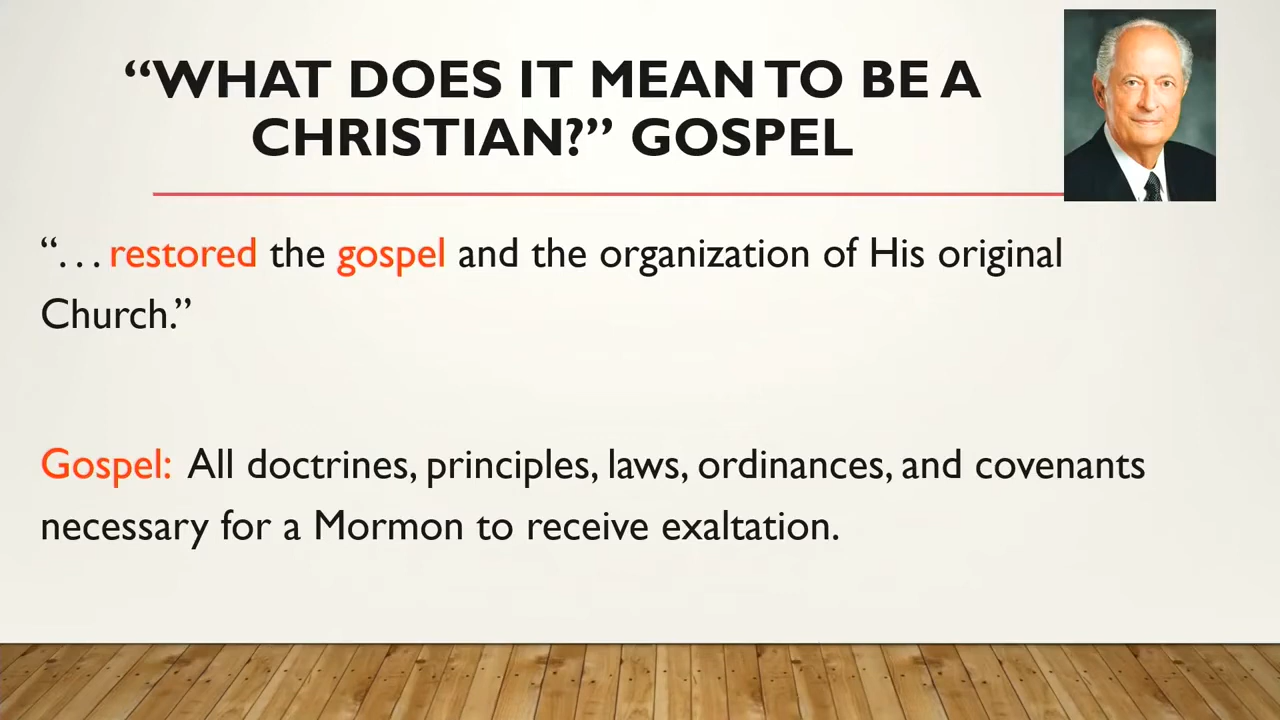 “WHAT DOES IT MEAN TO BE A
CHRISTIAN?” GOSPEL
“. . . restored the gospel and the organization of His original
Church.”
Gospel: All doctrines, principles, laws, ordinances, and covenants
necessary for a Mormon to receive exaltation.